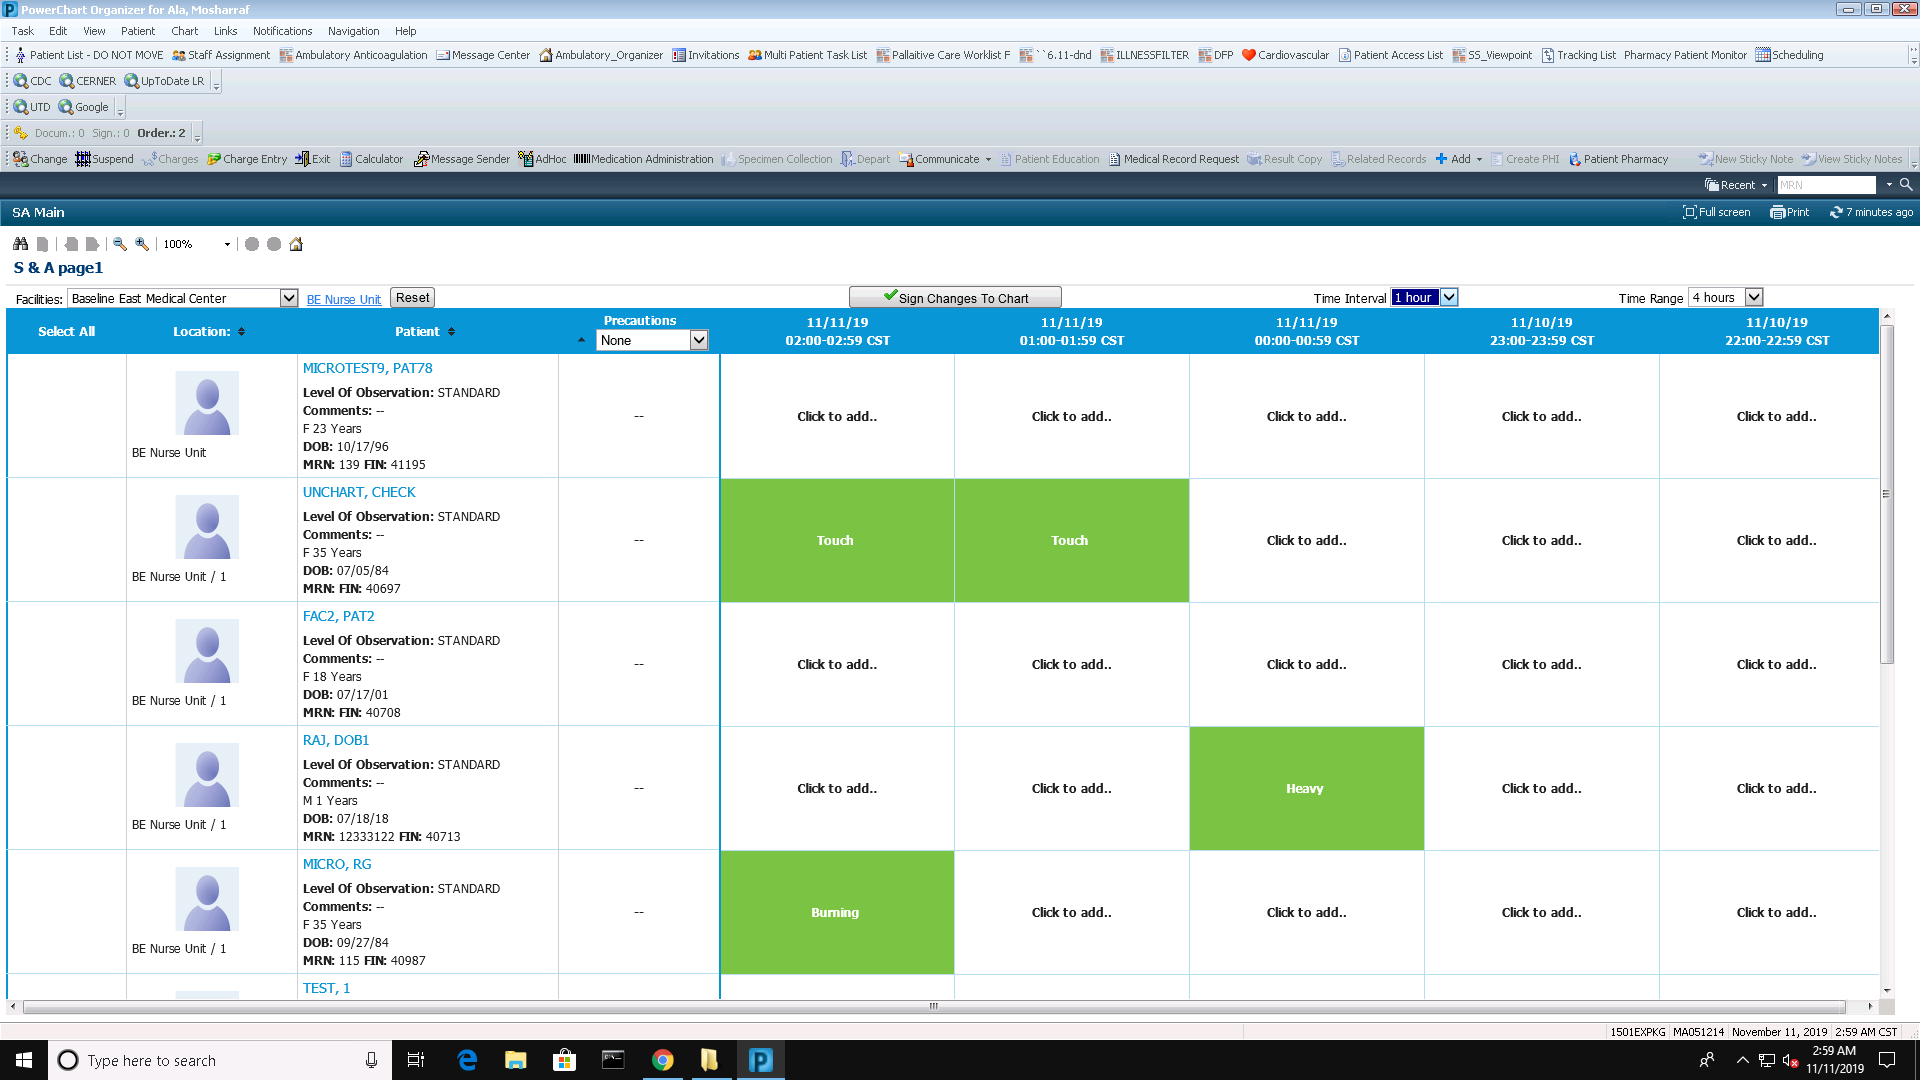 PowerChart Organizer for Ala, Mosharraf
Task Edit View Patient Chart Links Notifications Navigation Help
Patient List - DO NOT MOVE Staff Assignment Ambulatory Anticoagulation Message Center Ambulatory_Organizer Invitations Multi Patient Task List Pallaitive Care Worklist F ``6.11-dnd ILLNESSFILTER DFP Cardiovascular Patient Access List SS_Viewpoint Tracking List Pharmacy Patient Monitor Scheduling
CDC CERNER UpToDate LR
UTD Google
Docum.: 0 Sign.: 0 Order.: 2
Change Suspend Charges Charge Entry Exit Calculator Message Sender AdHoc Medication Administration Specimen Collection Depart Communicate Patient Education Medical Record Request Result Copy Related Records Add Create PHI Patient Pharmacy New Sticky Note View Sticky Notes
Recent MRN
SA Main Full screen Print 7 minutes ago
100%
S & A page1
Facilities: Baseline East Medical Center BE Nurse Unit Reset Sign Changes To Chart Time Interval 1 hour Time Range 4 hours
Select All Location: Patient Precautions None
11/11/19 02:00-02:59 CST
11/11/19 01:00-01:59 CST
11/11/19 00:00-00:59 CST
11/10/19 23:00-23:59 CST
11/10/19 22:00-22:59 CST
BE Nurse Unit
MICROTEST9, PAT78
Level Of Observation: STANDARD
Comments: --
F 23 Years
DOB: 10/17/96
MRN: 139 FIN: 41195
-- Click to add.. Click to add.. Click to add.. Click to add.. Click to add..
BE Nurse Unit / 1
UNCHART, CHECK
Level Of Observation: STANDARD
Comments: --
F 35 Years
DOB: 07/05/84
MRN: FIN: 40697
-- Touch Touch Click to add.. Click to add.. Click to add..
BE Nurse Unit / 1
FAC2, PAT2
Level Of Observation: STANDARD
Comments: --
F 18 Years
DOB: 07/17/01
MRN: FIN: 40708
-- Click to add.. Click to add.. Click to add.. Click to add.. Click to add..
BE Nurse Unit / 1
RAJ, DOB1
Level Of Observation: STANDARD
Comments: --
M 1 Years
DOB: 07/18/18
MRN: 12333122 FIN: 40713
-- Click to add.. Click to add.. Heavy Click to add.. Click to add..
BE Nurse Unit / 1
MICRO, RG
Level Of Observation: STANDARD
Comments: --
F 35 Years
DOB: 09/27/84
MRN: 115 FIN: 40987
-- Burning Click to add.. Click to add.. Click to add.. Click to add..
TEST, 1
1501EXPKG MA051214 November 11, 2019 2:59 AM CST
Type here to search
2:59 AM
11/11/2019